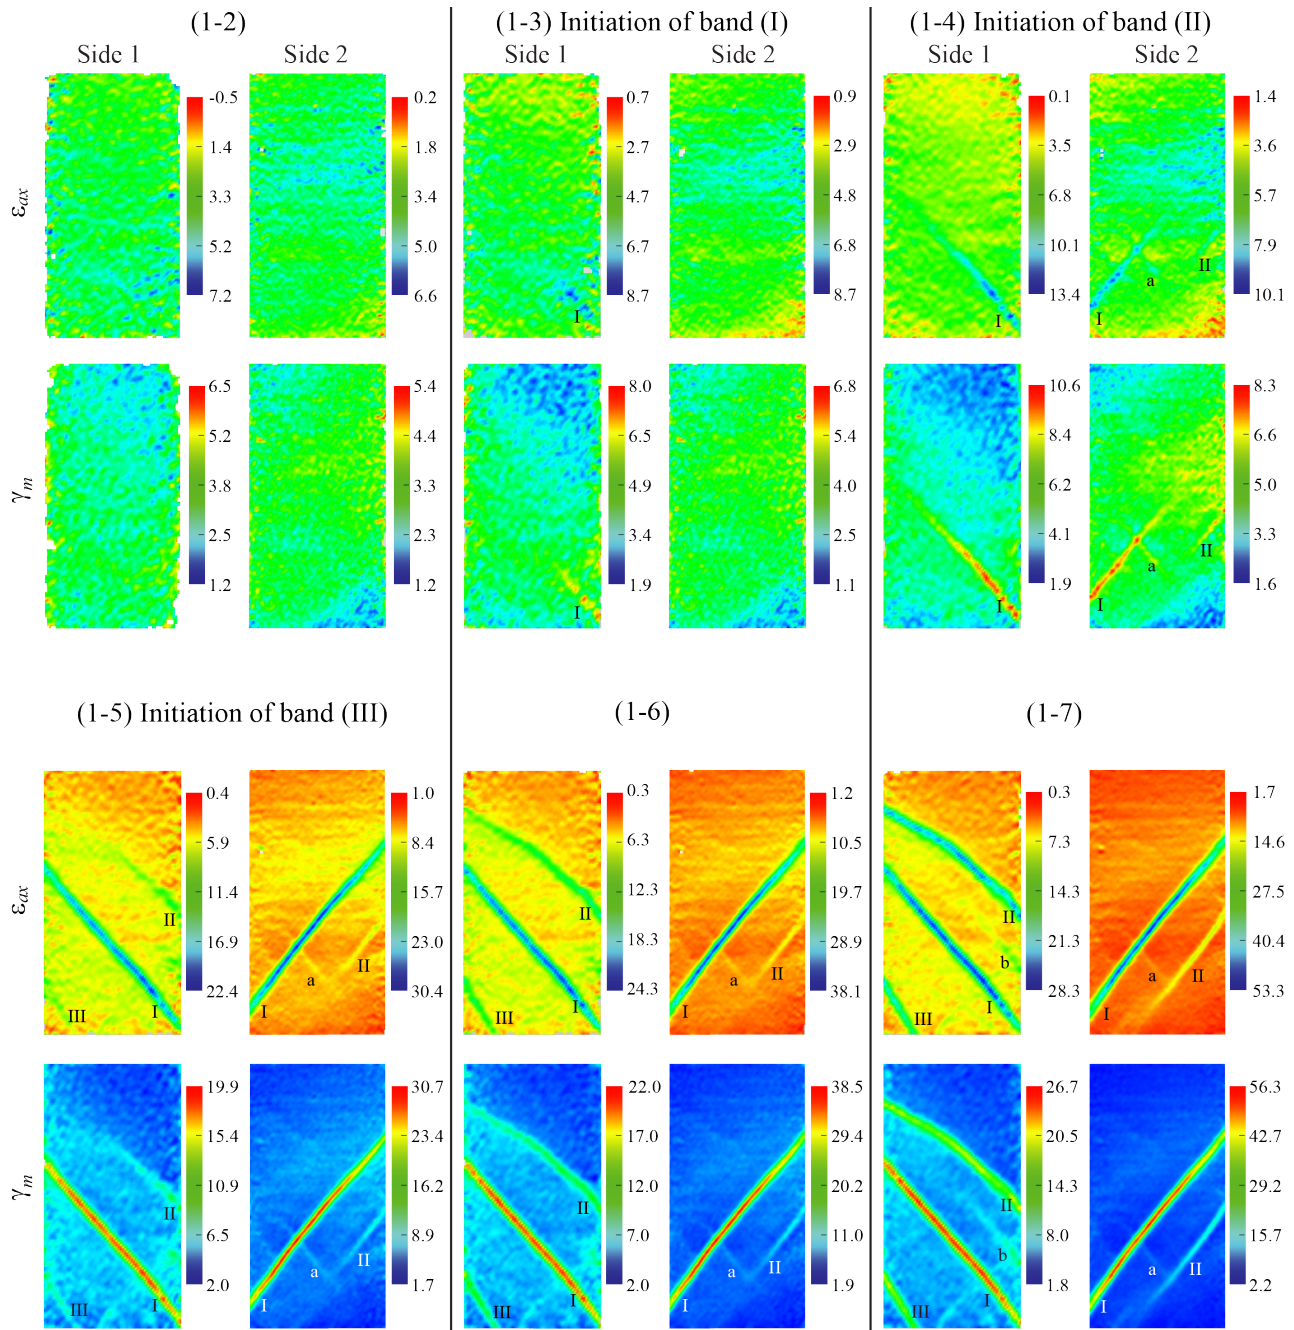 (1-2)
(1-3) Initiation of band (I)
(1-4) Initiation of band (II)
Side 1
Side 2
Side 1
Side 2
Side 1
Side 2
εax
-0.5
1.4
3.3
5.2
7.2
0.2
1.8
3.4
5.0
6.6
I
0.7
2.7
4.7
6.7
8.7
0.9
2.9
4.8
6.8
8.7
I
0.1
3.5
6.8
10.1
13.4
I
a
II
1.4
3.6
5.7
7.9
10.1
γm
6.5
5.2
3.8
2.5
1.2
5.4
4.4
3.3
2.3
1.2
I
8.0
6.5
4.9
3.4
1.9
6.8
5.4
4.0
2.5
1.1
I
10.6
8.4
6.2
4.1
1.9
I
a
II
8.3
6.6
5.0
3.3
1.6
(1-5) Initiation of band (III)
(1-6)
(1-7)
εax
II
III
I
0.4
5.9
11.4
16.9
22.4
I
a
II
1.0
8.4
15.7
23.0
30.4
II
III
I
0.3
6.3
12.3
18.3
24.3
I
a
II
1.2
10.5
19.7
28.9
38.1
II
b
III
I
0.3
7.3
14.3
21.3
28.3
I
a
II
1.7
14.6
27.5
40.4
53.3
γm
II
III
I
19.9
15.4
10.9
6.5
2.0
I
a
II
30.7
23.4
16.2
8.9
1.7
II
III
I
22.0
17.0
12.0
7.0
2.0
I
a
II
38.5
29.4
20.2
11.0
1.9
II
b
III
I
26.7
20.5
14.3
8.0
1.8
I
a
II
56.3
42.7
29.2
15.7
2.2